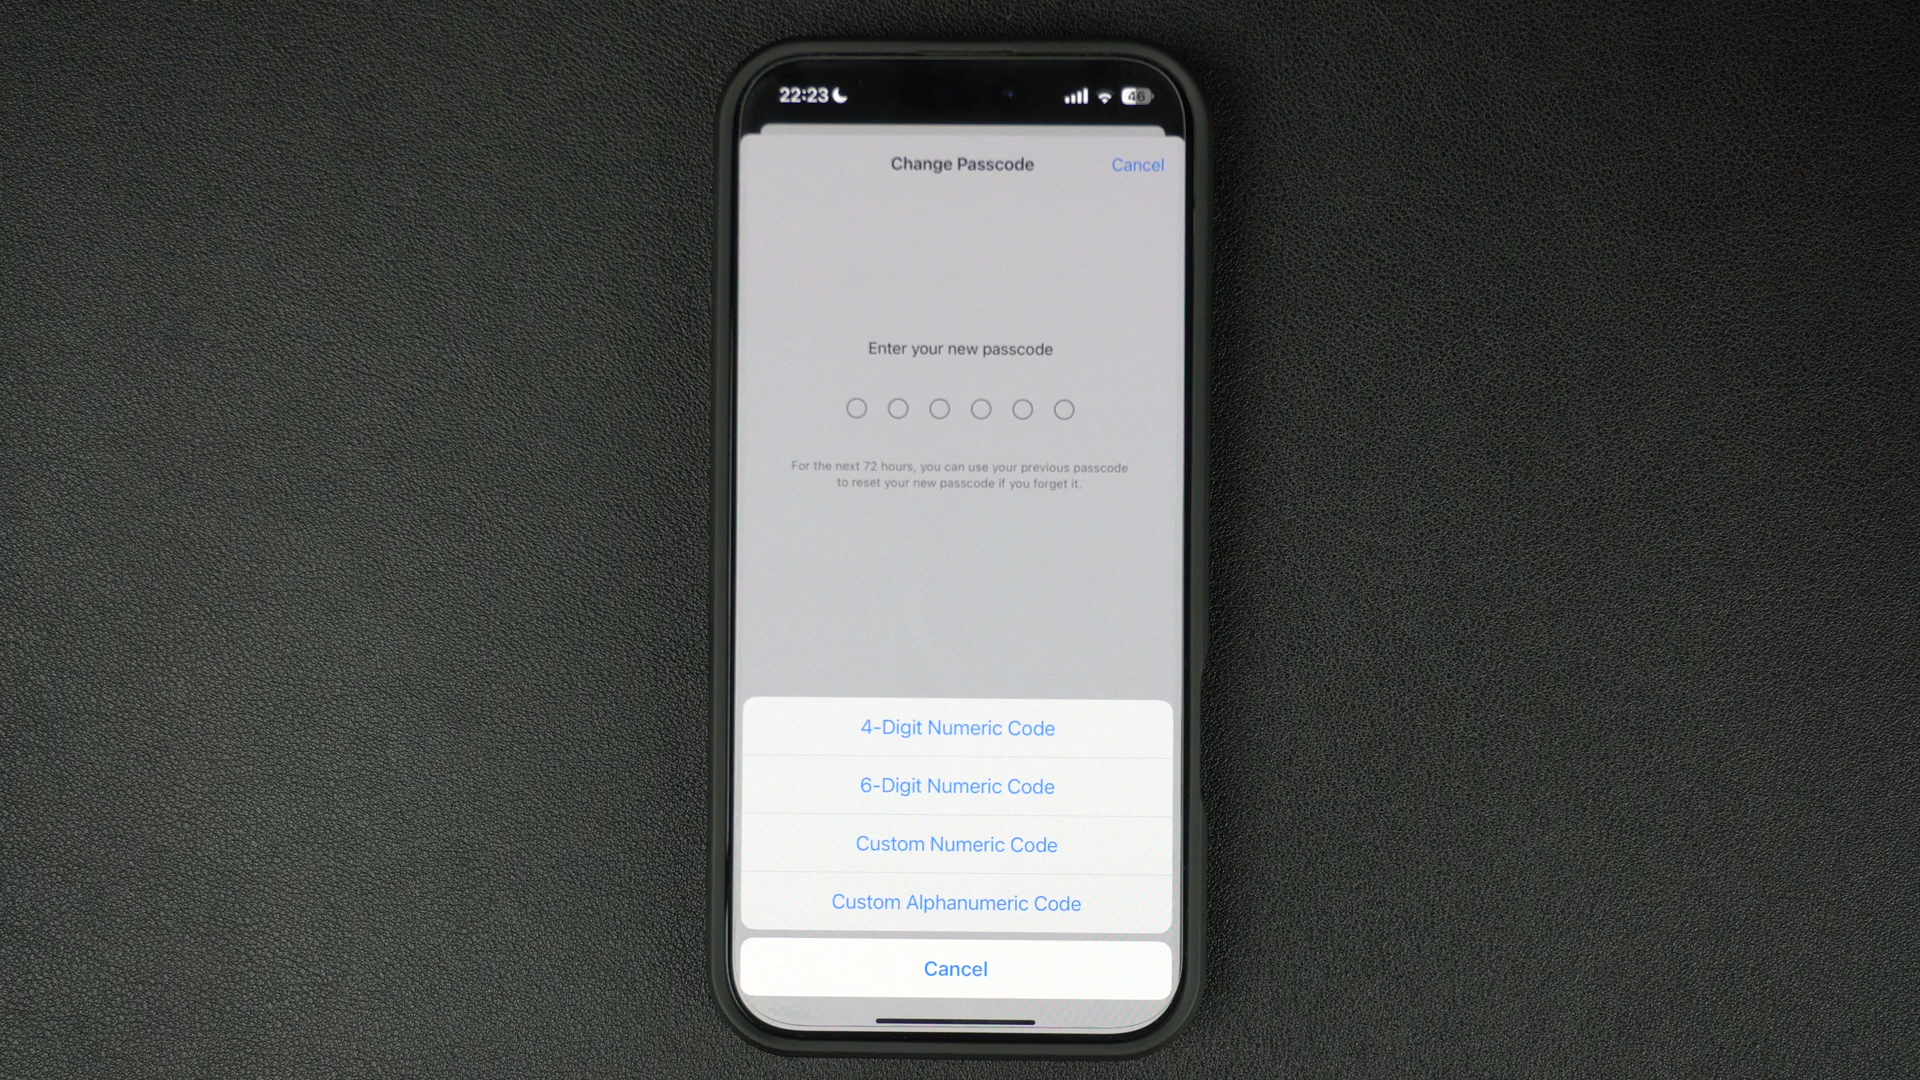 22:23
46
Change Passcode
Cancel
Enter your new passcode
For the next 72 hours, you can use your previous passcode
to reset your new passcode if you forget it.
4-Digit Numeric Code
6-Digit Numeric Code
Custom Numeric Code
Custom Alphanumeric Code
Cancel